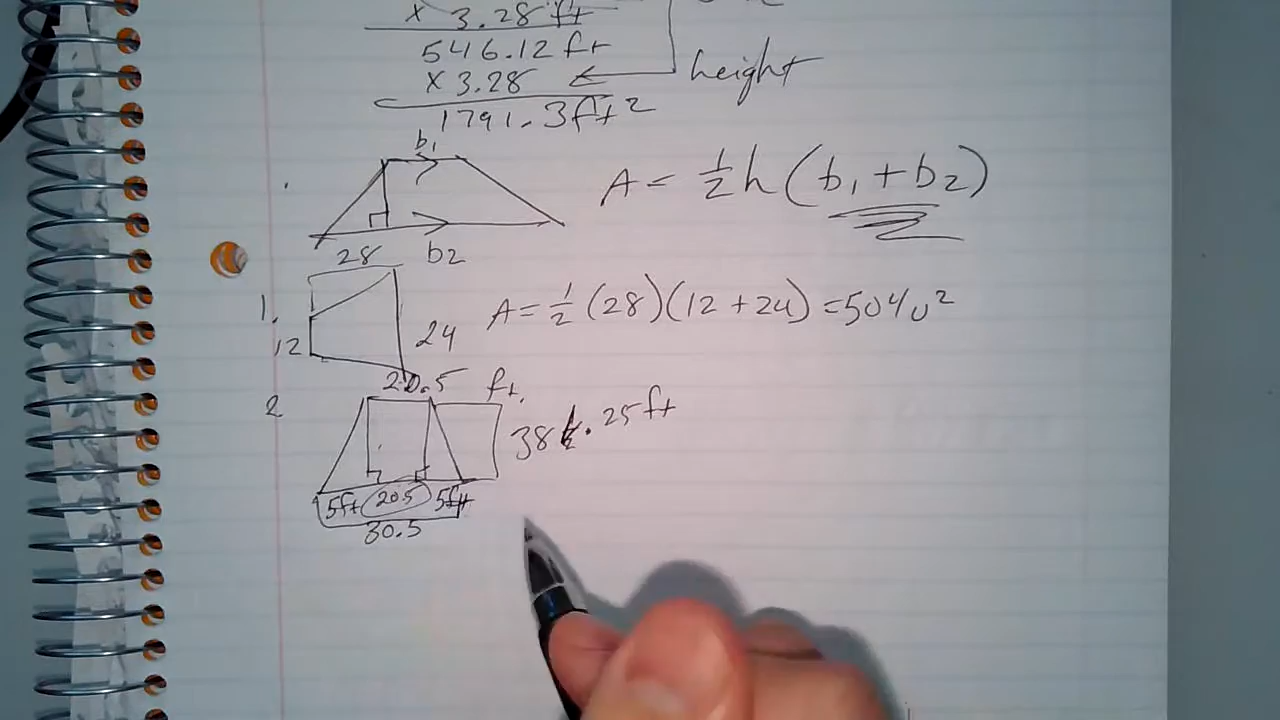 x 3.28 ft
546.12 ft
x 3.28
height
1791.3ft²
b₁
A = ½h(b₁ + b₂)
28 b2
1. A = ½(28)(12 + 24) = 504 u²
12 24
2 20.5 ft.
38.25 ft
5ft 20.5 5ft
30.5